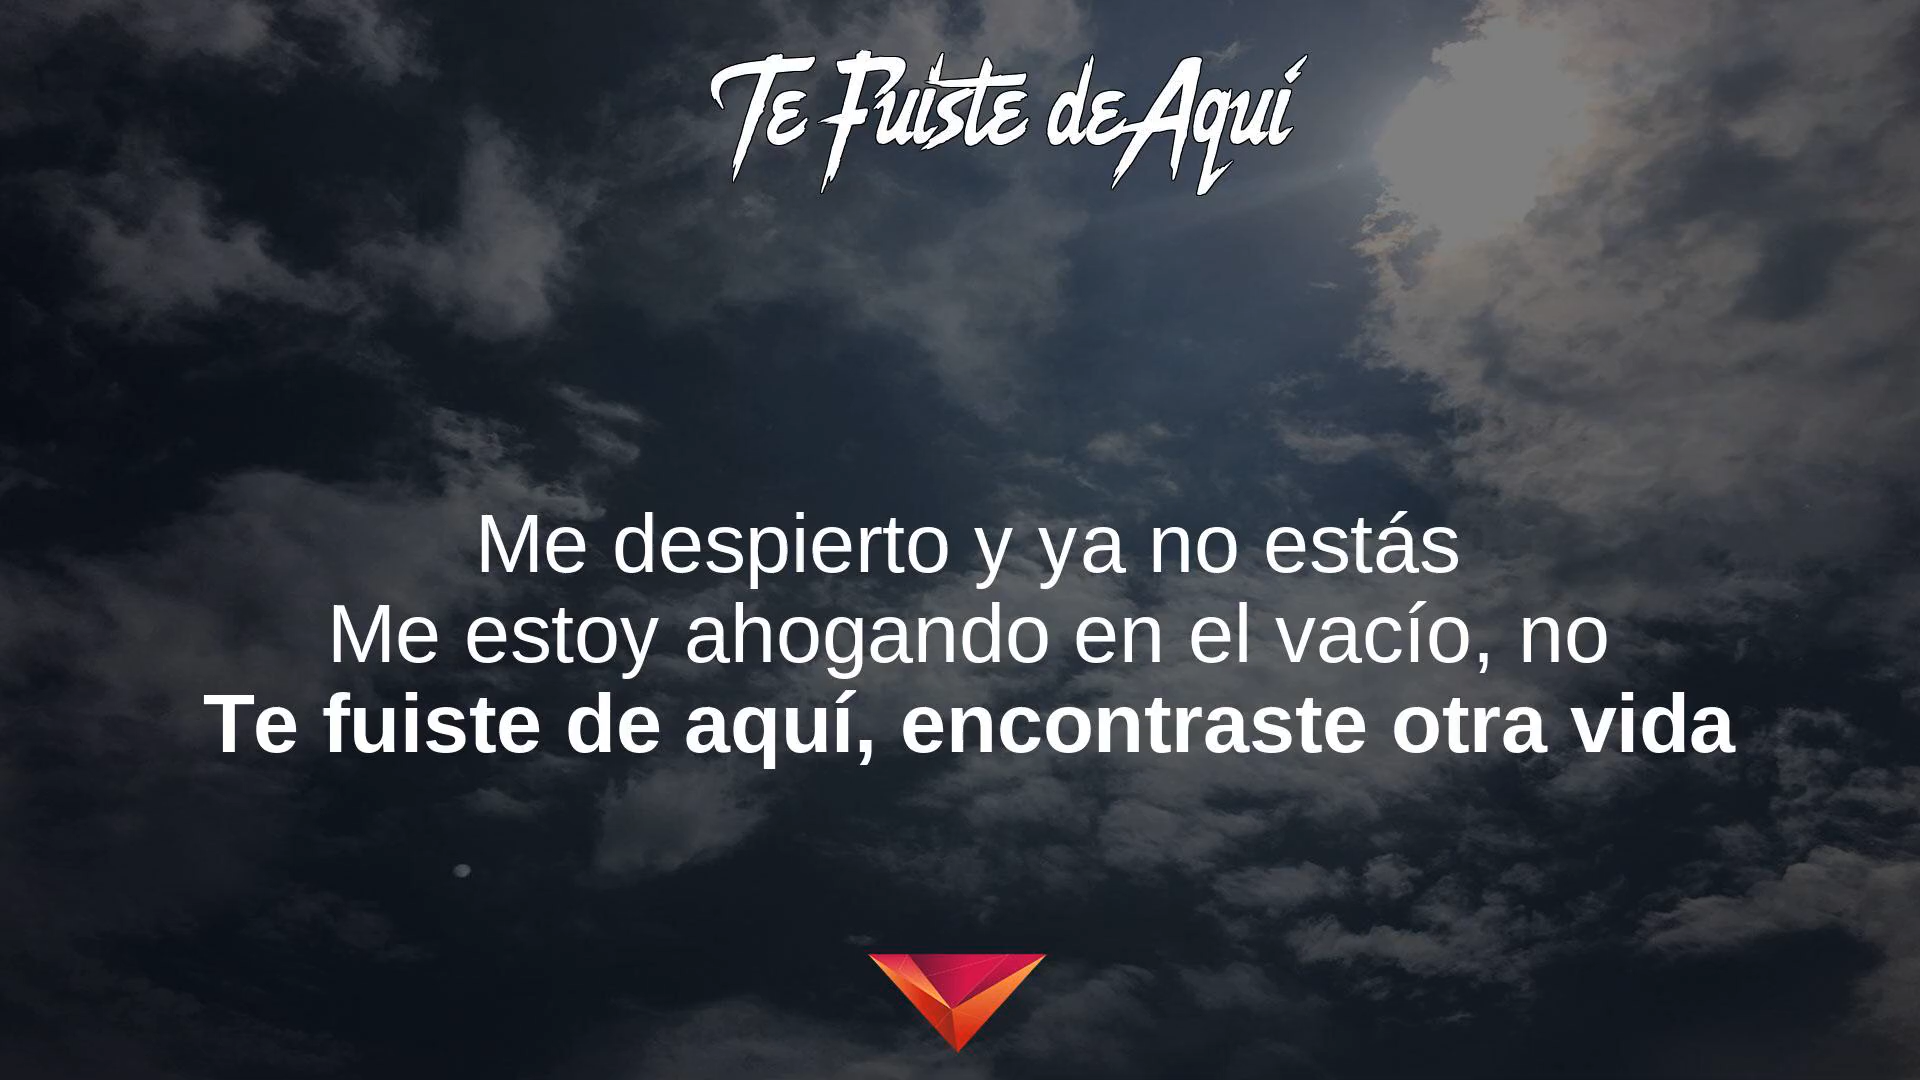 Te Fuiste de Aquí
Me despierto y ya no estás
Me estoy ahogando en el vacío, no
Te fuiste de aquí, encontraste otra vida